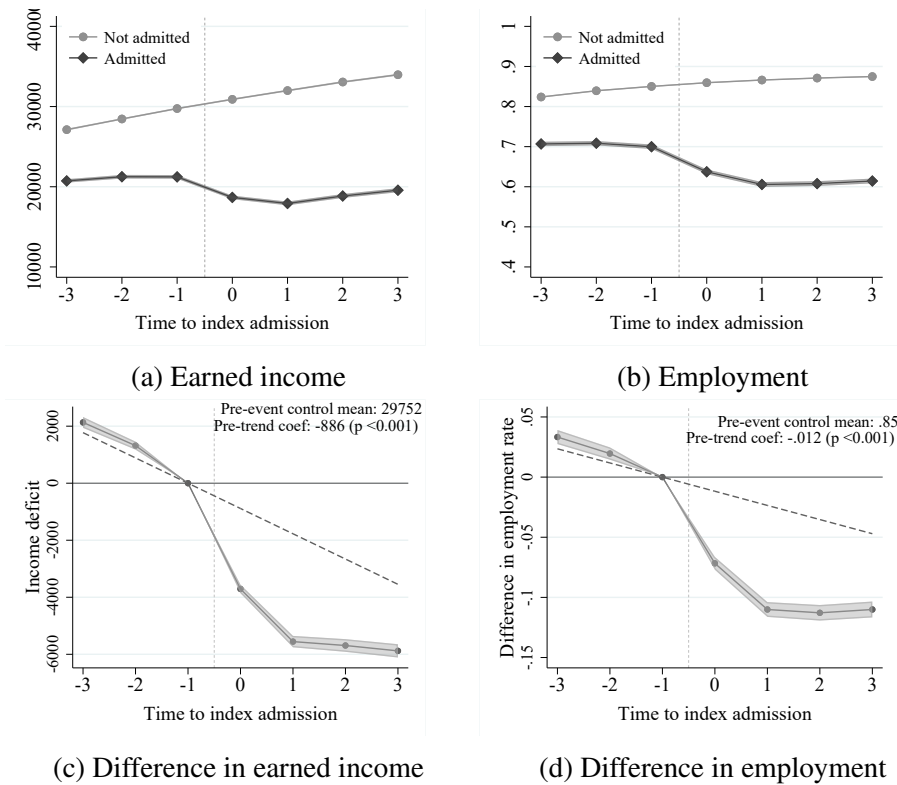 40000
30000
20000
10000
Not admitted
Admitted
-3 -2 -1 0 1 2 3
Time to index admission
(a) Earned income
1
.9
.8
.7
.6
.5
.4
Not admitted
Admitted
-3 -2 -1 0 1 2 3
Time to index admission
(b) Employment
Income deficit
2000
0
-2000
-4000
-6000
Pre-event control mean: 29752
Pre-trend coef: -886 (p <0.001)
-3 -2 -1 0 1 2 3
Time to index admission
(c) Difference in earned income
Difference in employment rate
.05
0
-.05
-.1
-.15
Pre-event control mean: .85
Pre-trend coef: -.012 (p <0.001)
-3 -2 -1 0 1 2 3
Time to index admission
(d) Difference in employment